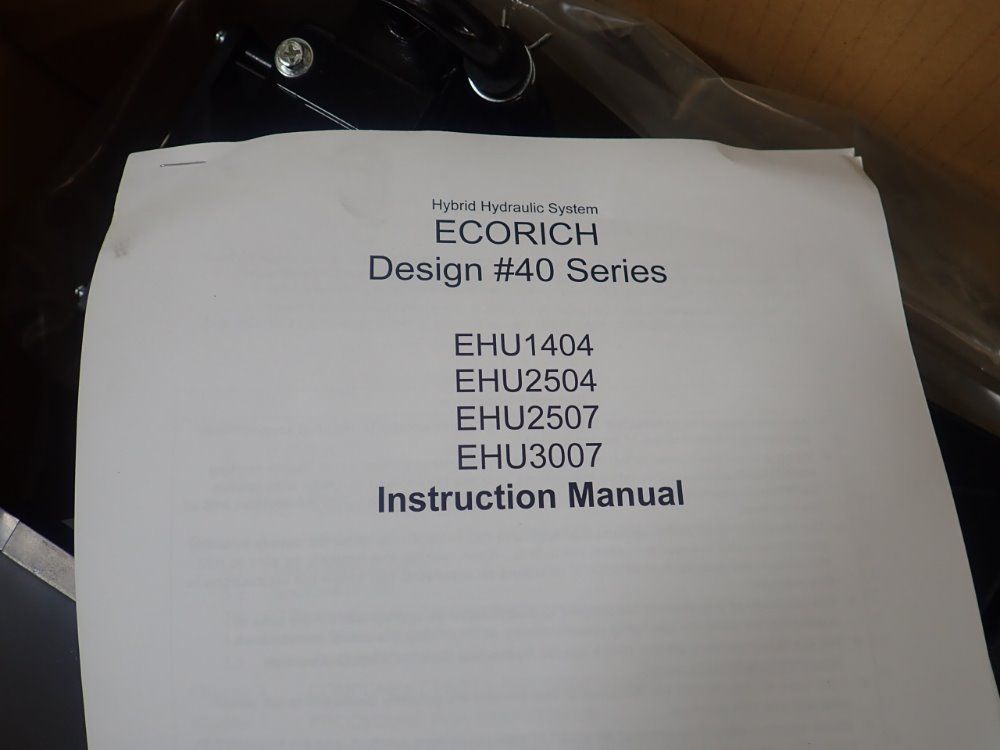 Hybrid Hydraulic System
ECORICH
Design #40 Series
EHU1404
EHU2504
EHU2507
EHU3007
Instruction Manual